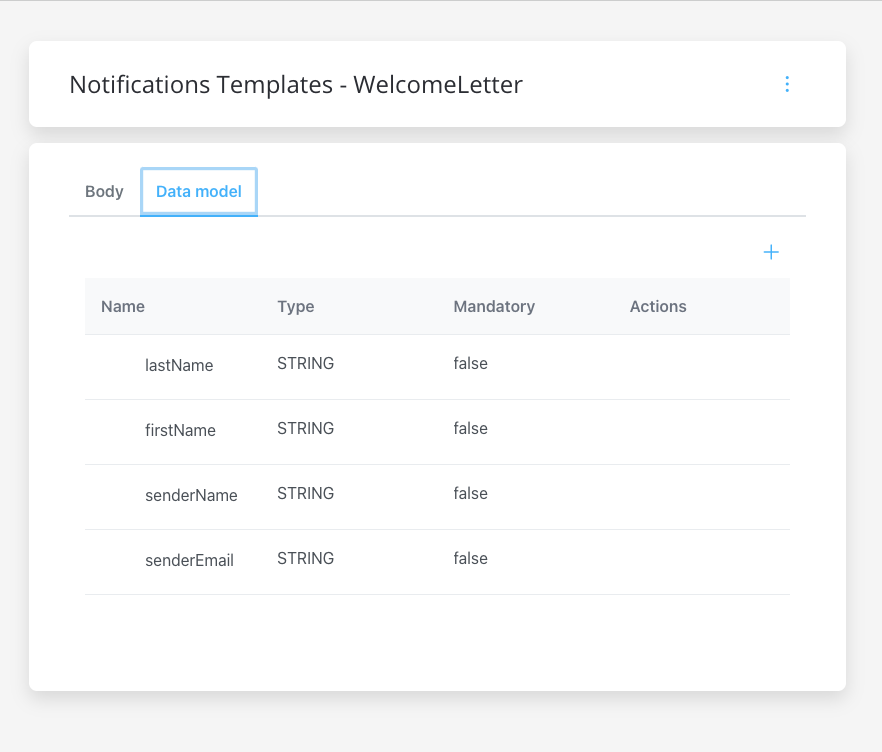 Notifications Templates - WelcomeLetter
Body Data model
Name Type Mandatory Actions
lastName STRING false
firstName STRING false
senderName STRING false
senderEmail STRING false